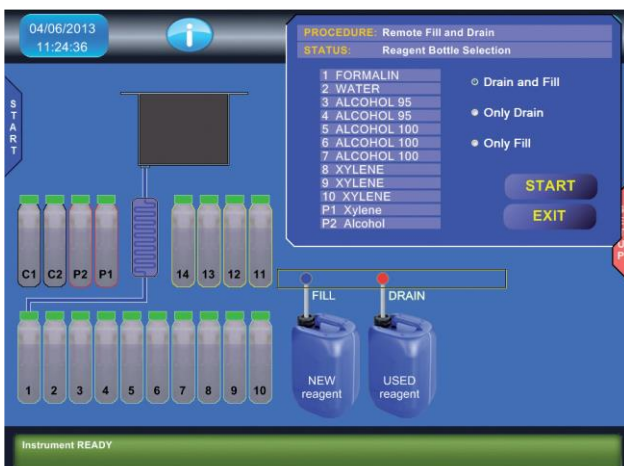 04/06/2013
11:24:36
i
PROCEDURE: Remote Fill and Drain
STATUS: Reagent Bottle Selection
START
1 FORMALIN
2 WATER
3 ALCOHOL 95
4 ALCOHOL 95
5 ALCOHOL 100
6 ALCOHOL 100
7 ALCOHOL 100
8 XYLENE
9 XYLENE
10 XYLENE
P1 Xylene
P2 Alcohol
Drain and Fill
Only Drain
Only Fill
START
EXIT
C1 C2 P2 P1 14 13 12 11
FILL DRAIN
NEW reagent
USED reagent
1 2 3 4 5 6 7 8 9 10
Instrument READY